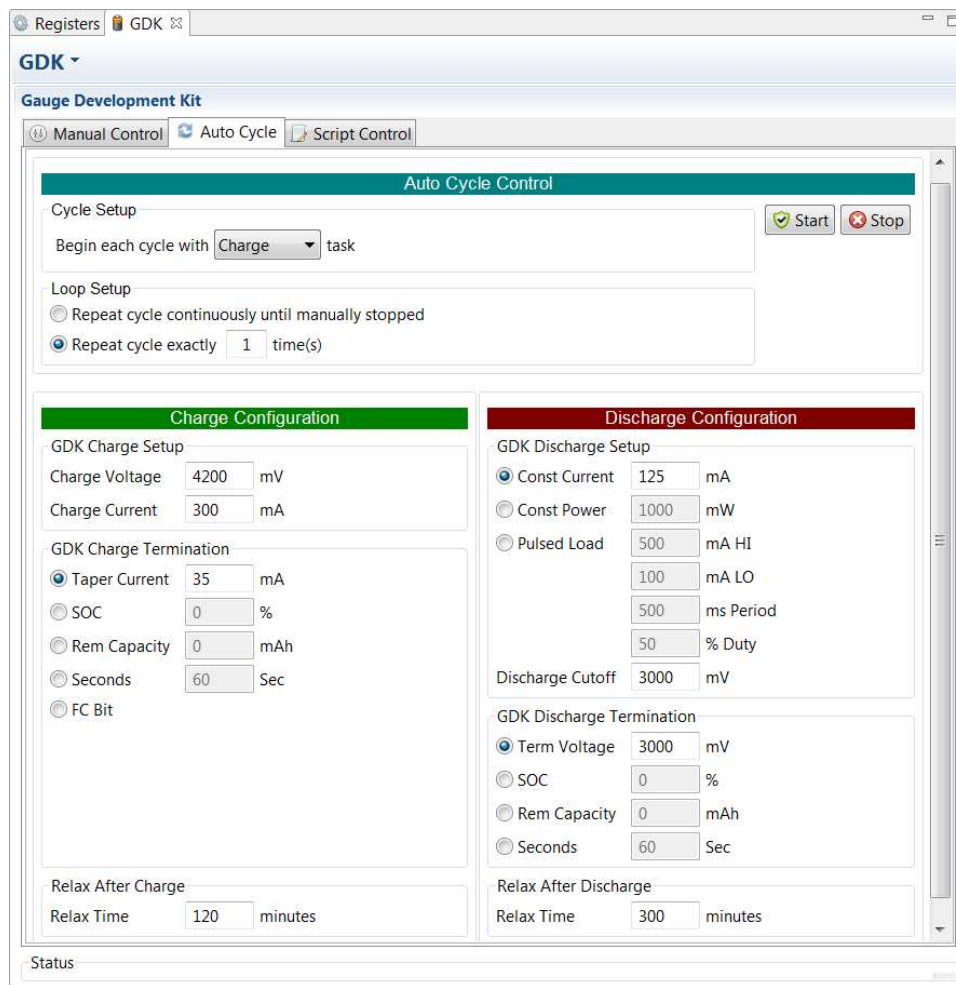 Registers GDK
GDK
Gauge Development Kit
Manual Control Auto Cycle Script Control
Auto Cycle Control
Cycle Setup
Begin each cycle with Charge task
Start Stop
Loop Setup
Repeat cycle continuously until manually stopped
Repeat cycle exactly 1 time(s)
Charge Configuration
GDK Charge Setup
Charge Voltage 4200 mV
Charge Current 300 mA
GDK Charge Termination
Taper Current 35 mA
SOC 0 %
Rem Capacity 0 mAh
Seconds 60 Sec
FC Bit
Relax After Charge
Relax Time 120 minutes
Discharge Configuration
GDK Discharge Setup
Const Current 125 mA
Const Power 1000 mW
Pulsed Load 500 mA HI
100 mA LO
500 ms Period
50 % Duty
Discharge Cutoff 3000 mV
GDK Discharge Termination
Term Voltage 3000 mV
SOC 0 %
Rem Capacity 0 mAh
Seconds 60 Sec
Relax After Discharge
Relax Time 300 minutes
Status